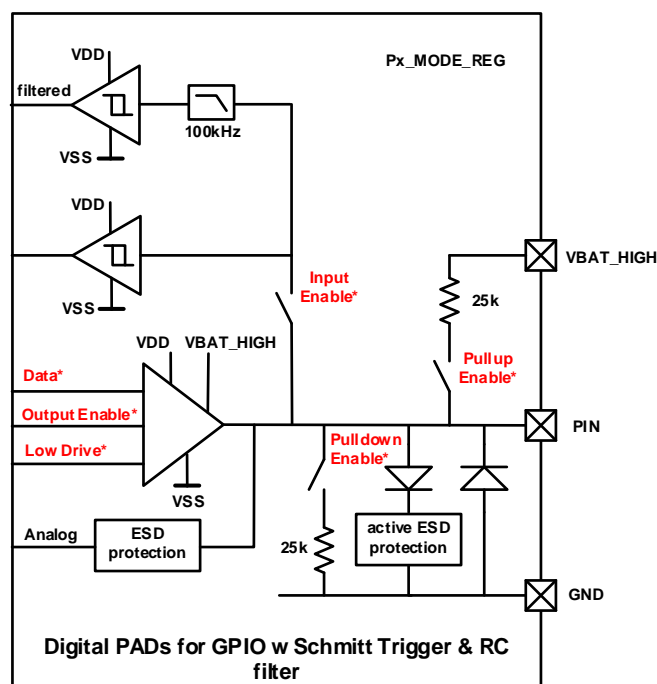 VDD
Px_MODE_REG
filtered
100kHz
VSS
VDD
VBAT_HIGH
Input
Enable*
25k
VSS
VDD
VBAT_HIGH
Pullup
Enable*
Data*
Output Enable*
PIN
Pulldown
Enable*
Low Drive*
VSS
Analog
ESD
protection
active ESD
protection
25k
GND
Digital PADs for GPIO w Schmitt Trigger & RC
filter